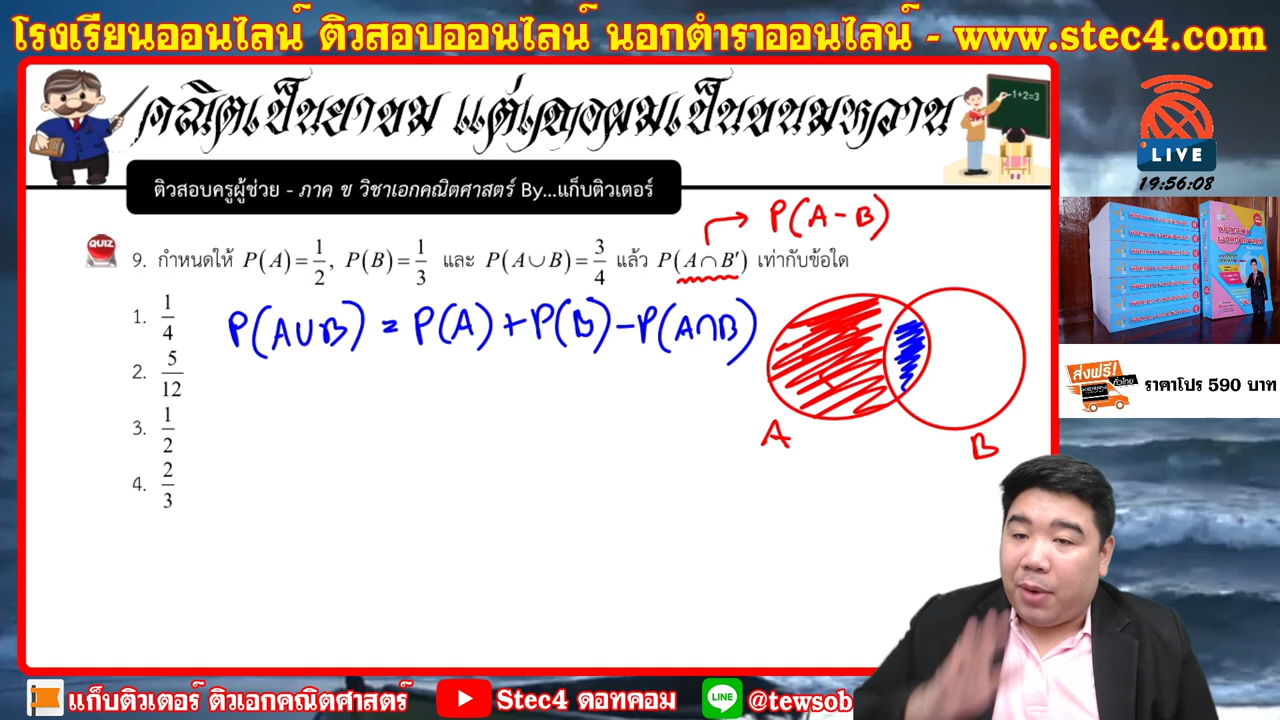 โรงเรียนออนไลน์ ติวสอบออนไลน์ นอกตำราออนไลน์ - www.stec4.com
คณิตเป็นยาขม แต่เธอผมเป็นขนมหวาน
1+2=3
LIVE
19:56:08
ติวสอบครูผู้ช่วย - ภาค ข วิชาเอกคณิตศาสตร์ By...แก็บติวเตอร์
→ P(A-B)
QUIZ
9. กำหนดให้ P(A) = 1/2, P(B) = 1/3 และ P(A∪B) = 3/4 แล้ว P(A∩B′) เท่ากับข้อใด
1. 1/4
P(A∪B) = P(A) + P(B) - P(A∩B)
2. 5/12
3. 1/2
4. 2/3
A
B
ส่งฟรี!
ทั่วไทย
ราคาโปร 590 บาท
แก็บติวเตอร์ ติวเอกคณิตศาสตร์
Stec4 ดอทคอม
LINE
@tewsob